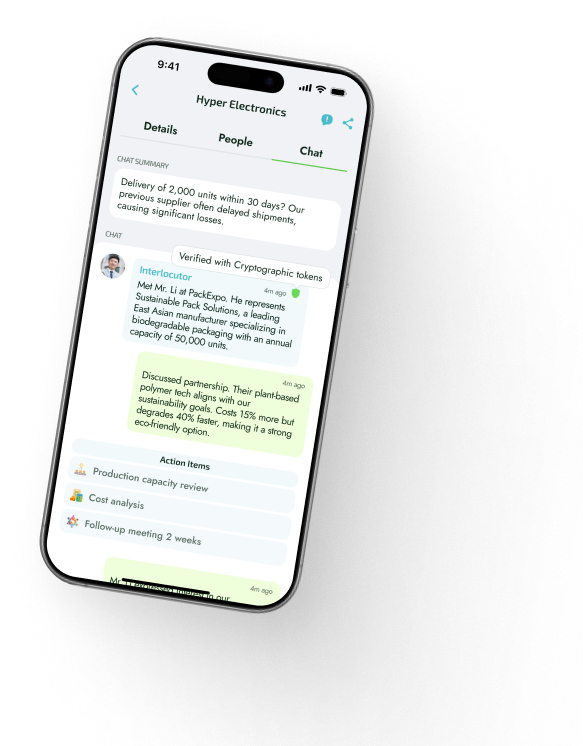 9:41
Hyper Electronics
Details People Chat
CHAT SUMMARY
Delivery of 2,000 units within 30 days? Our
previous supplier often delayed shipments,
causing significant losses.
CHAT
Verified with Cryptographic tokens
Interlocutor
4m ago
Met Mr. Li at PackExpo. He represents
Sustainable Pack Solutions, a leading
East Asian manufacturer specializing in
biodegradable packaging with an annual
capacity of 50,000 units.
4m ago
Discussed partnership. Their plant-based
polymer tech aligns with our
sustainability goals. Costs 15% more but
degrades 40% faster, making it a strong
eco-friendly option.
Action Items
Production capacity review
Cost analysis
Follow-up meeting 2 weeks
4m ago
Mr. Li expressed interest in our